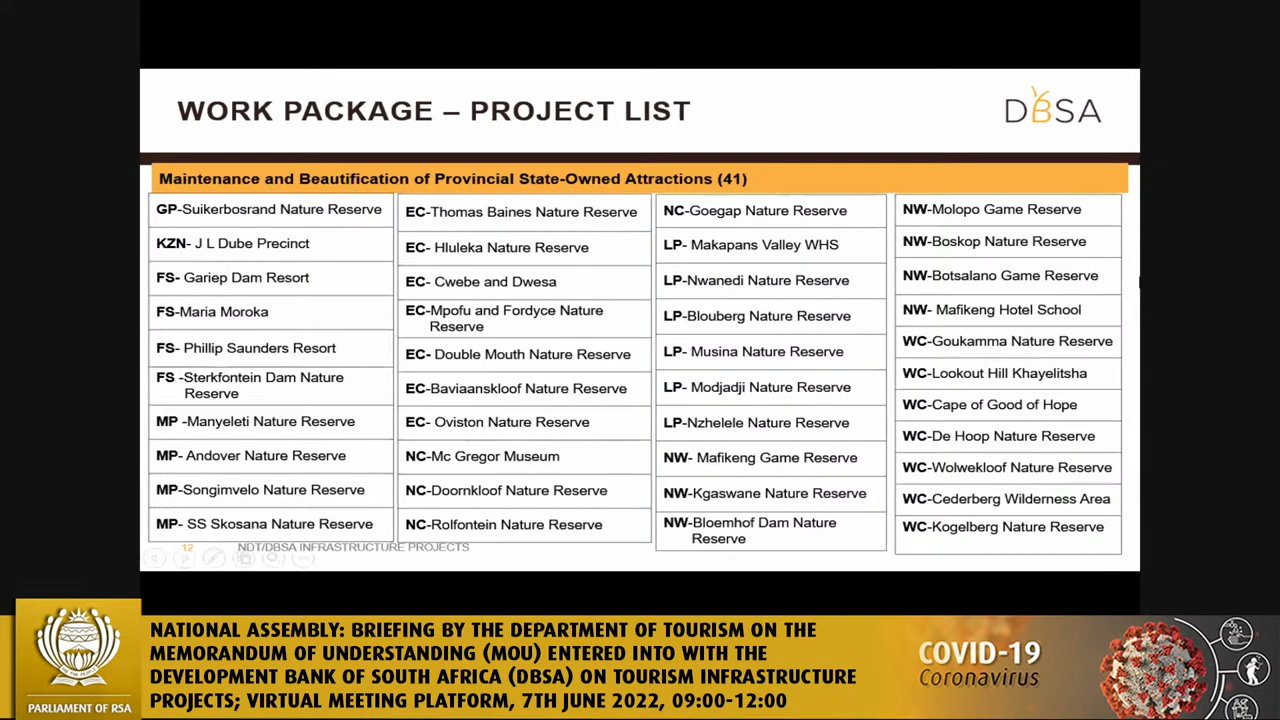 WORK PACKAGE – PROJECT LIST
DBSA
Maintenance and Beautification of Provincial State-Owned Attractions (41)
GP-Suikerbosrand Nature Reserve
KZN- J L Dube Precinct
FS- Gariep Dam Resort
FS-Maria Moroka
FS- Phillip Saunders Resort
FS -Sterkfontein Dam Nature
Reserve
MP -Manyeleti Nature Reserve
MP- Andover Nature Reserve
MP-Songimvelo Nature Reserve
MP- SS Skosana Nature Reserve
EC-Thomas Baines Nature Reserve
EC- Hluleka Nature Reserve
EC- Cwebe and Dwesa
EC-Mpofu and Fordyce Nature
Reserve
EC- Double Mouth Nature Reserve
EC-Baviaanskloof Nature Reserve
EC- Oviston Nature Reserve
NC-Mc Gregor Museum
NC-Doornkloof Nature Reserve
NC-Rolfontein Nature Reserve
NC-Goegap Nature Reserve
LP- Makapans Valley WHS
LP-Nwanedi Nature Reserve
LP-Blouberg Nature Reserve
LP- Musina Nature Reserve
LP- Modjadji Nature Reserve
LP-Nzhelele Nature Reserve
NW- Mafikeng Game Reserve
NW-Kgaswane Nature Reserve
NW-Bloemhof Dam Nature
Reserve
NW-Molopo Game Reserve
NW-Boskop Nature Reserve
NW-Botsalano Game Reserve
NW- Mafikeng Hotel School
WC-Goukamma Nature Reserve
WC-Lookout Hill Khayelitsha
WC-Cape of Good of Hope
WC-De Hoop Nature Reserve
WC-Wolwekloof Nature Reserve
WC-Cederberg Wilderness Area
WC-Kogelberg Nature Reserve
12 NDT/DBSA INFRASTRUCTURE PROJECTS
PARLIAMENT OF RSA
NATIONAL ASSEMBLY: BRIEFING BY THE DEPARTMENT OF TOURISM ON THE
MEMORANDUM OF UNDERSTANDING (MOU) ENTERED INTO WITH THE
DEVELOPMENT BANK OF SOUTH AFRICA (DBSA) ON TOURISM INFRASTRUCTURE
PROJECTS; VIRTUAL MEETING PLATFORM, 7TH JUNE 2022, 09:00-12:00
COVID-19
Coronavirus